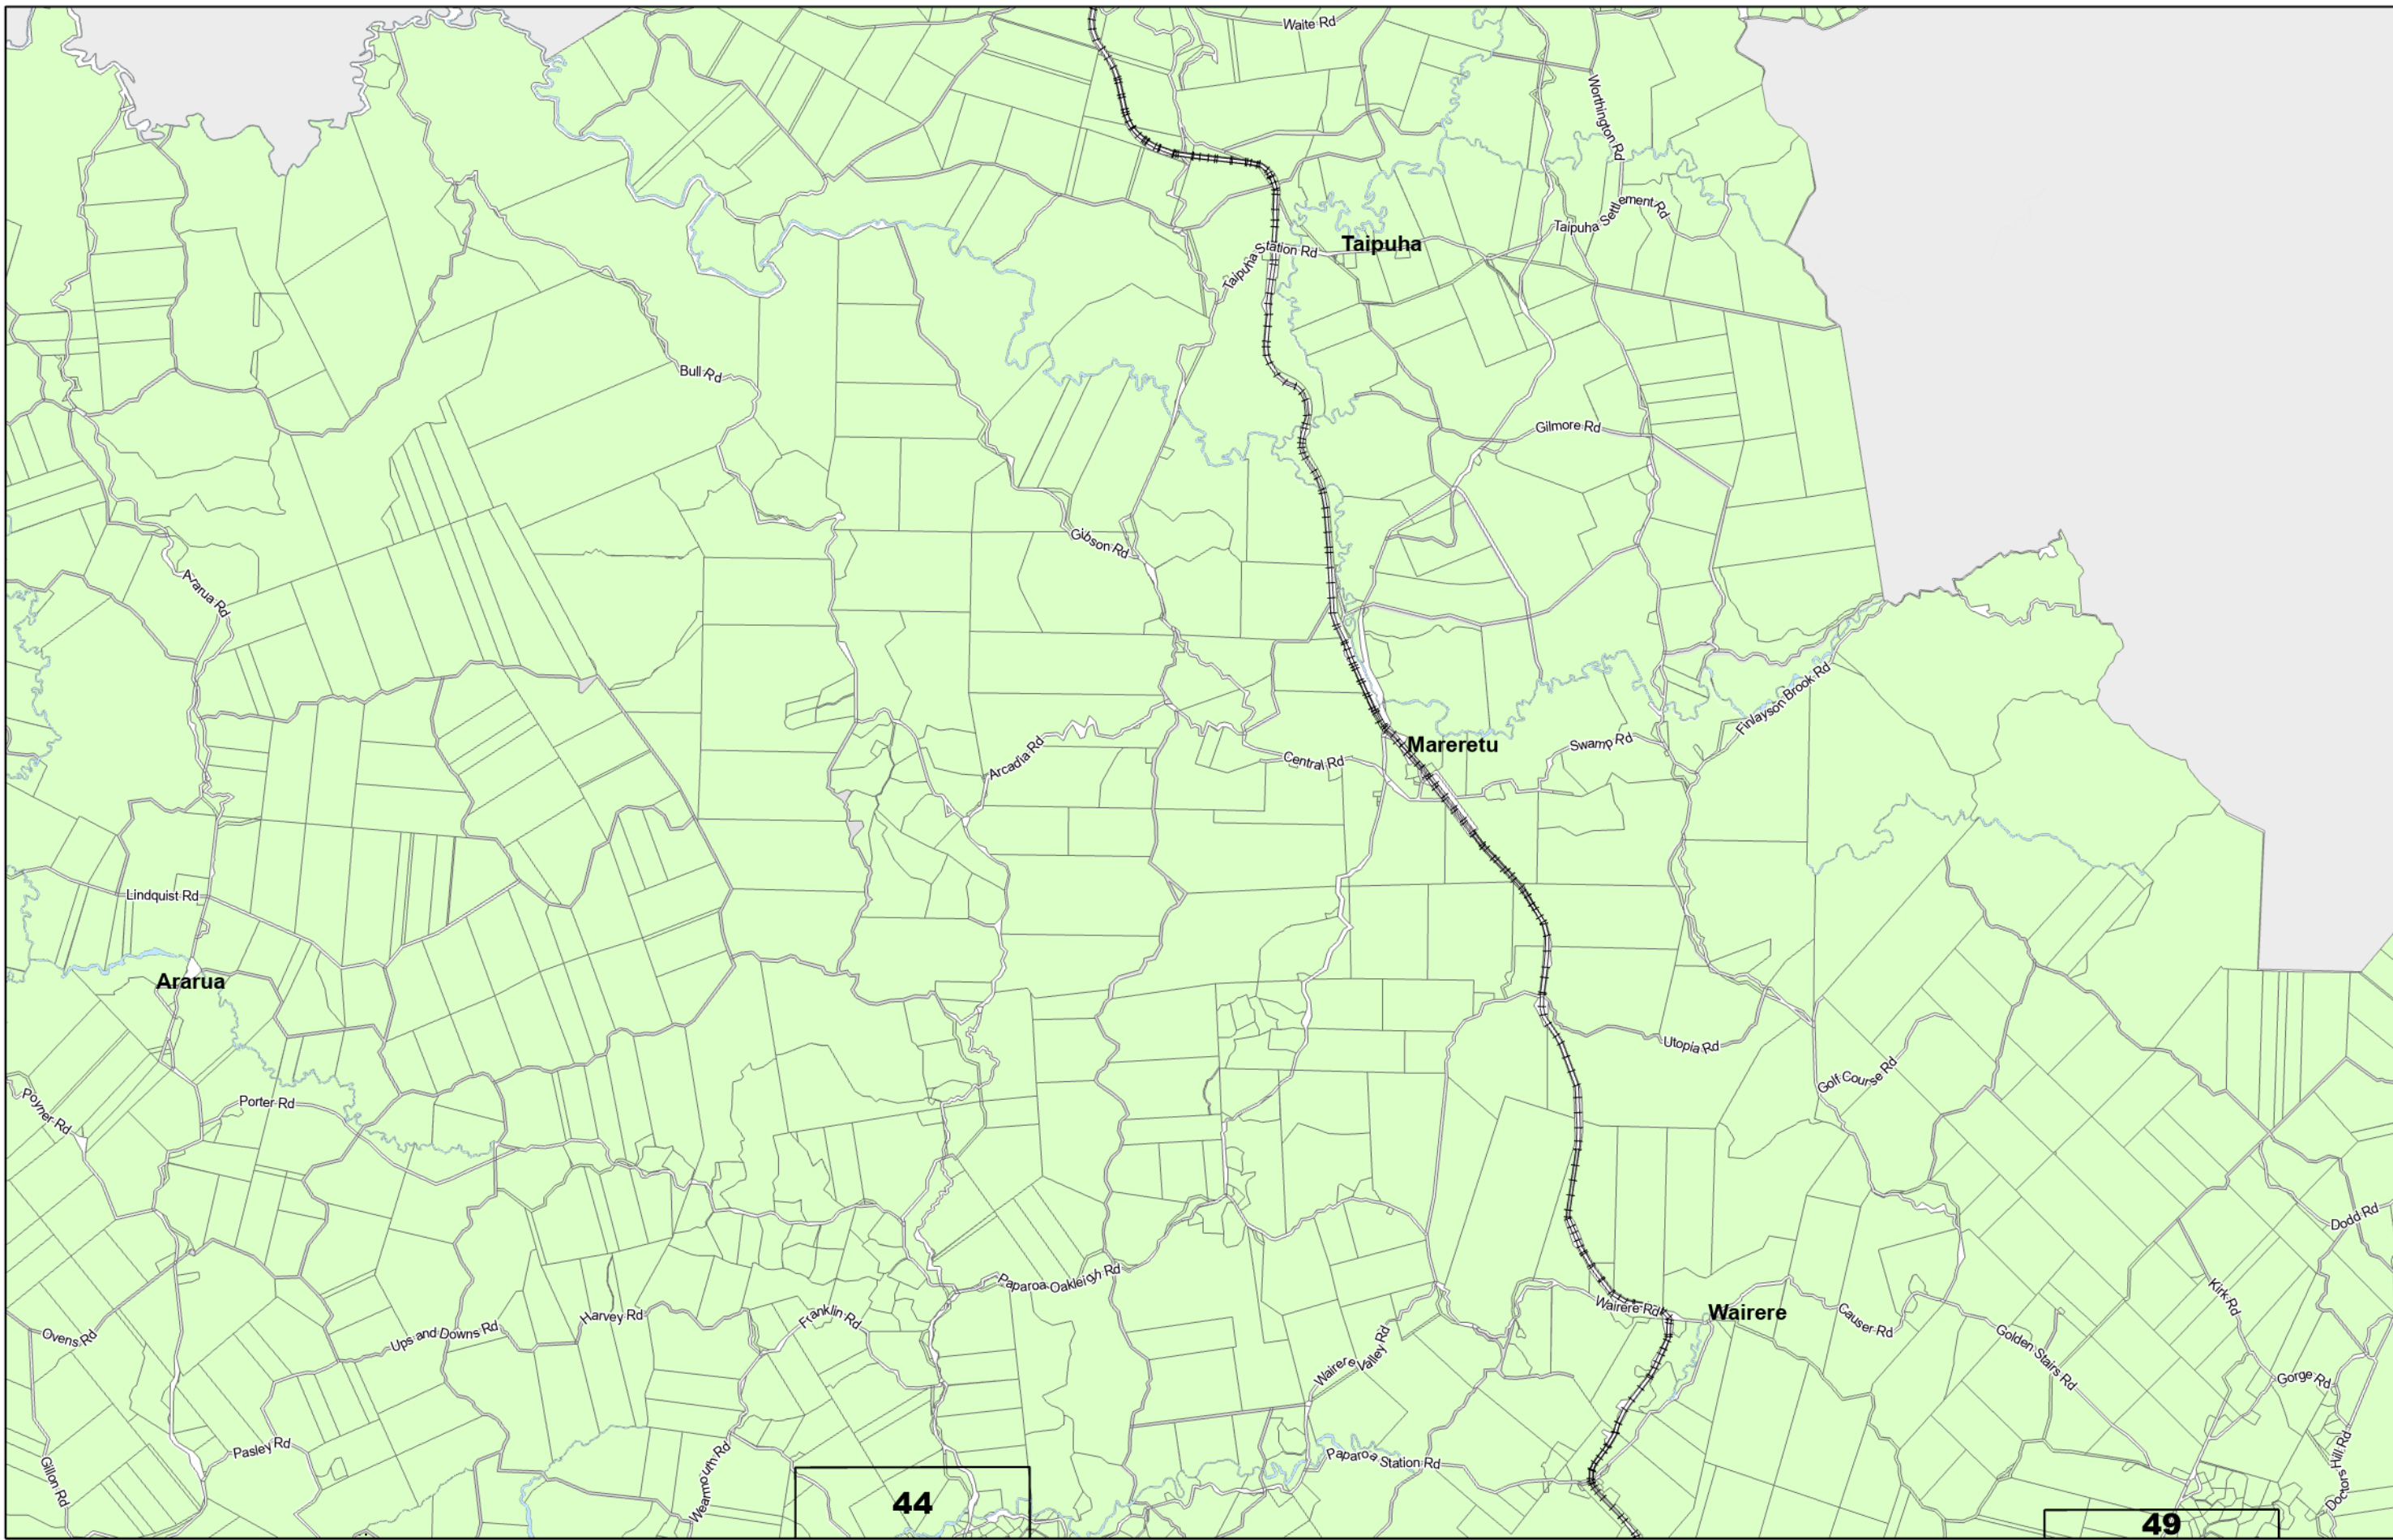 Waite Rd
Worthington Rd
Taipuha Settlement Rd
Taipuha
Taipuha Station Rd
Bull Rd
Gilmore Rd
Gibson Rd
Ararua Rd
Finlayson Brook Rd
Mareretu
Swamp Rd
Arcadia Rd
Central Rd
Lindquist Rd
Ararua
Utopia Rd
Golf Course Rd
Poyner Rd
Porter Rd
Dodd Rd
Paparoa Oakleigh Rd
Kirk Rd
Wairere Rd
Wairere
Causer Rd
Harvey Rd
Franklin Rd
Ups and Downs Rd
Ovens Rd
Golden Stairs Rd
Wairere Valley Rd
Gorge Rd
Pasley Rd
Gillon Rd
Wearmouth Rd
Paparoa Station Rd
Doctors Hill Rd
44
49